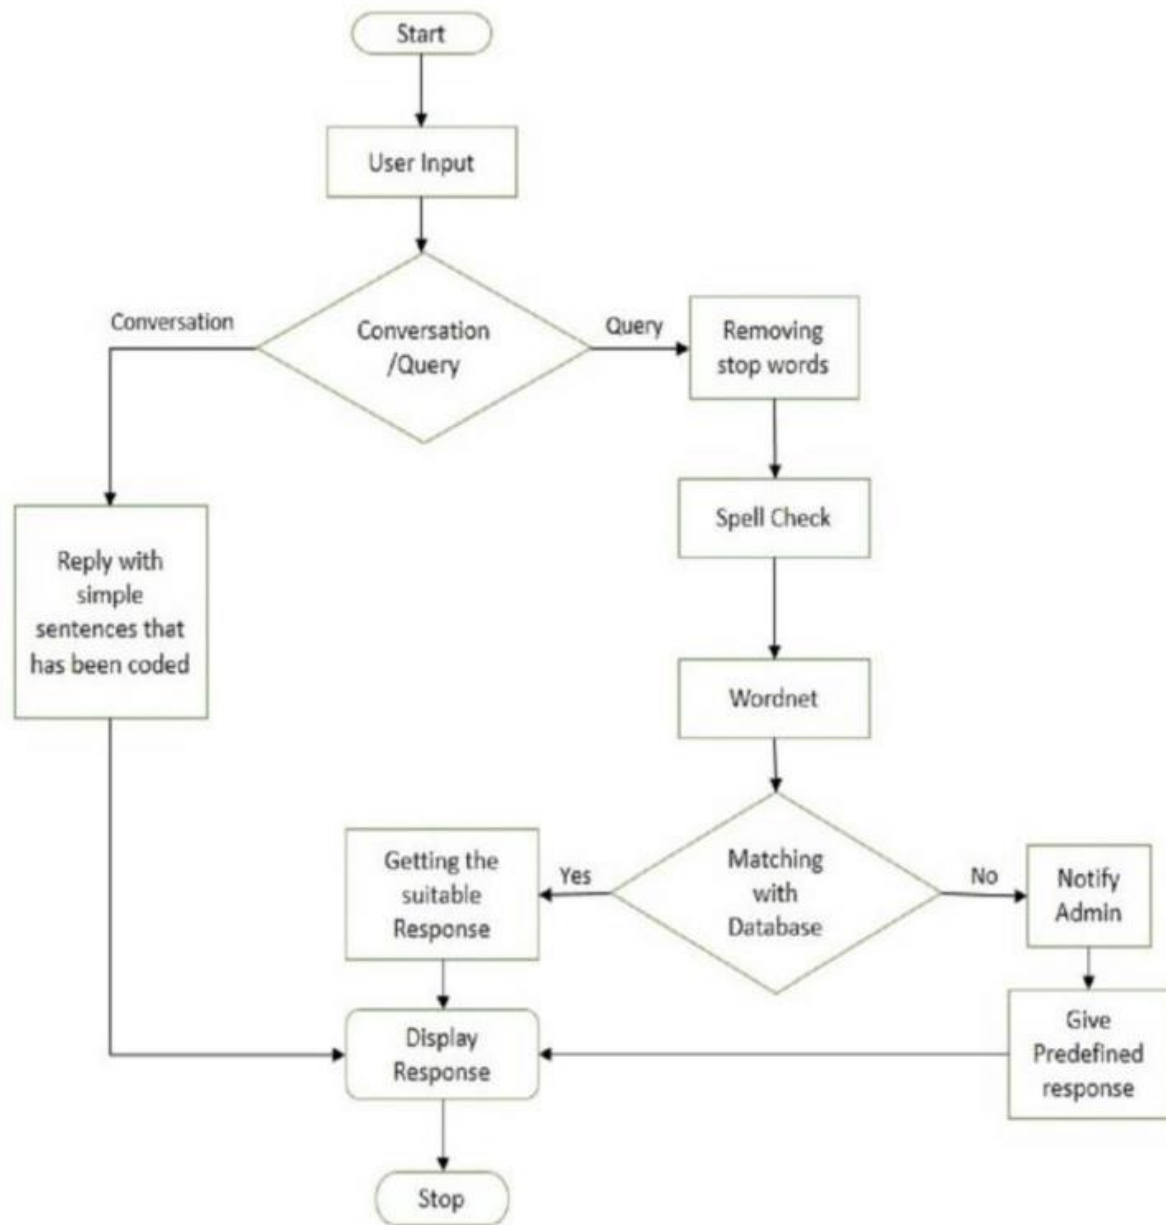 Start
User Input
Conversation
Conversation
/Query
Query
Removing
stop words
Spell Check
Reply with
simple
sentences that
has been coded
Wordnet
Getting the
suitable
Response
Yes
Matching
with
Database
No
Notify
Admin
Display
Response
Give
Predefined
response
Stop